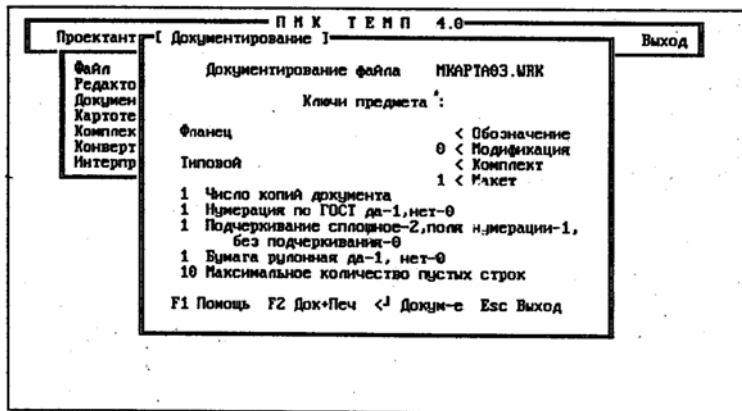 ПМК ТЕМП 4.0
Проектант
[ Документирование ]
Выход
Файл
Редакто
Докумен
Картоте
Комплек
Конверт
Интерпр
Документирование файла МКАРТА03.WRK
Ключи предмета :
Фланец < Обозначение
0 < Модификация
Типовой < Комплект
1 < Макет
1 Число копий документа
1 Нумерация по ГОСТ да-1,нет-0
1 Подчеркивание сплошное-2,поля нумерации-1,
без подчеркивания-0
1 Бумага рулонная да-1, нет-0
10 Максимальное количество пустых строк
F1 Помощь F2 Док+Печ <┘ Докум-е Esc Выход